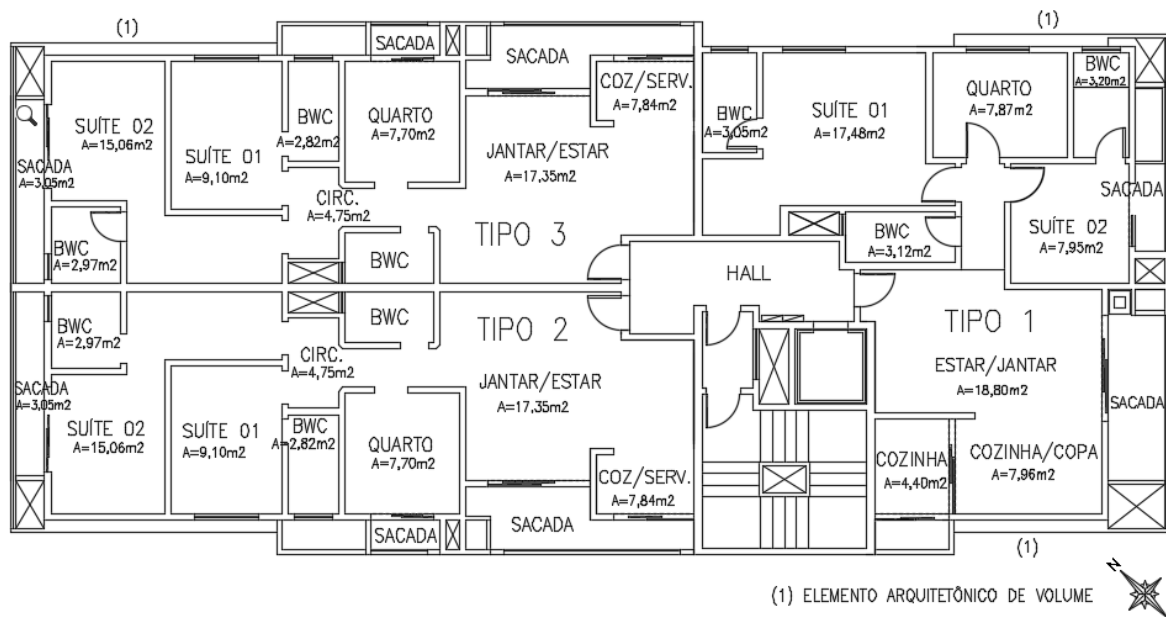 (1)
(1)
SACADA
SACADA
COZ/SERV.
A=7,84m2
BWC
A=3,20m2
QUARTO
A=7,87m2
SUÍTE 02
A=15,06m2
SUÍTE 01
A=9,10m2
BWC
A=2,82m2
QUARTO
A=7,70m2
JANTAR/ESTAR
A=17,35m2
BWC
A=3,05m2
SUÍTE 01
A=17,48m2
SACADA
A=3,05m2
CIRC.
A=4,75m2
TIPO 3
SACADA
SUÍTE 02
A=7,95m2
BWC
A=2,97m2
BWC
BWC
A=3,12m2
HALL
BWC
A=2,97m2
BWC
TIPO 2
TIPO 1
CIRC.
A=4,75m2
ESTAR/JANTAR
A=18,80m2
SACADA
A=3,05m2
JANTAR/ESTAR
A=17,35m2
SACADA
SUÍTE 02
A=15,06m2
SUÍTE 01
A=9,10m2
BWC
A=2,82m2
QUARTO
A=7,70m2
COZ/SERV.
A=7,84m2
COZINHA
A=4,40m2
COZINHA/COPA
A=7,96m2
SACADA
SACADA
(1)
(1) ELEMENTO ARQUITETÔNICO DE VOLUME
N